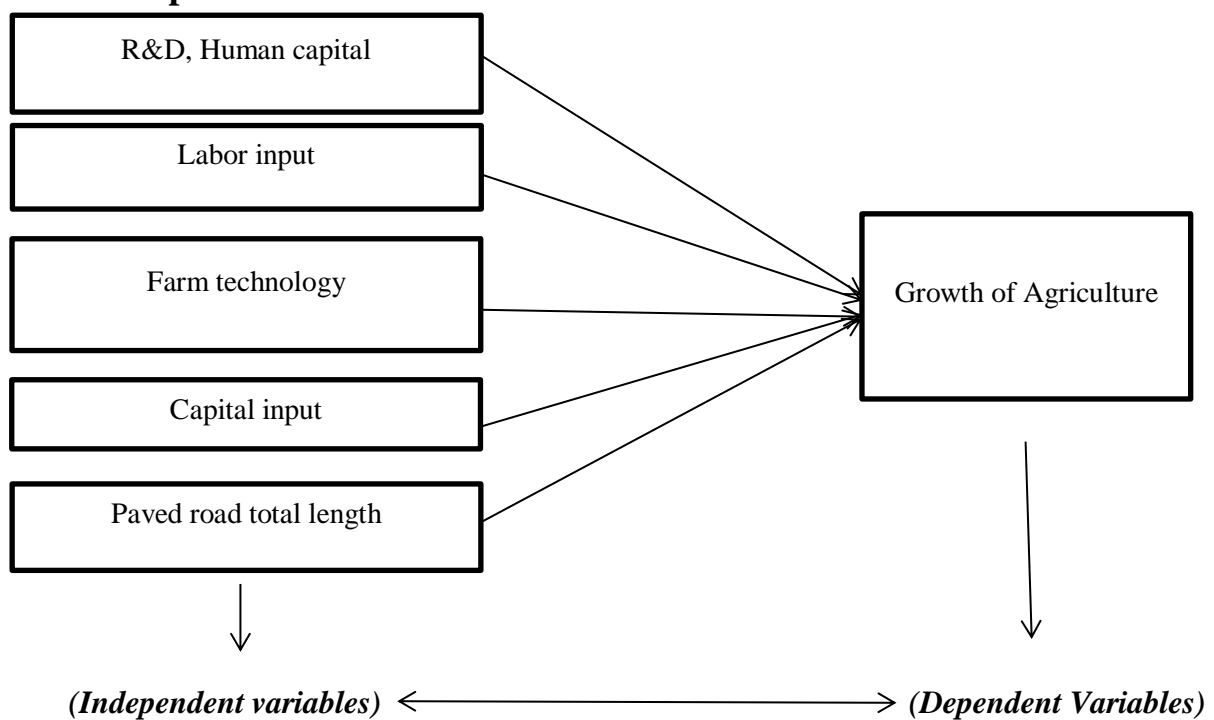 R&D, Human capital
Labor input
Farm technology
Growth of Agriculture
Capital input
Paved road total length
(Independent variables)
(Dependent Variables)